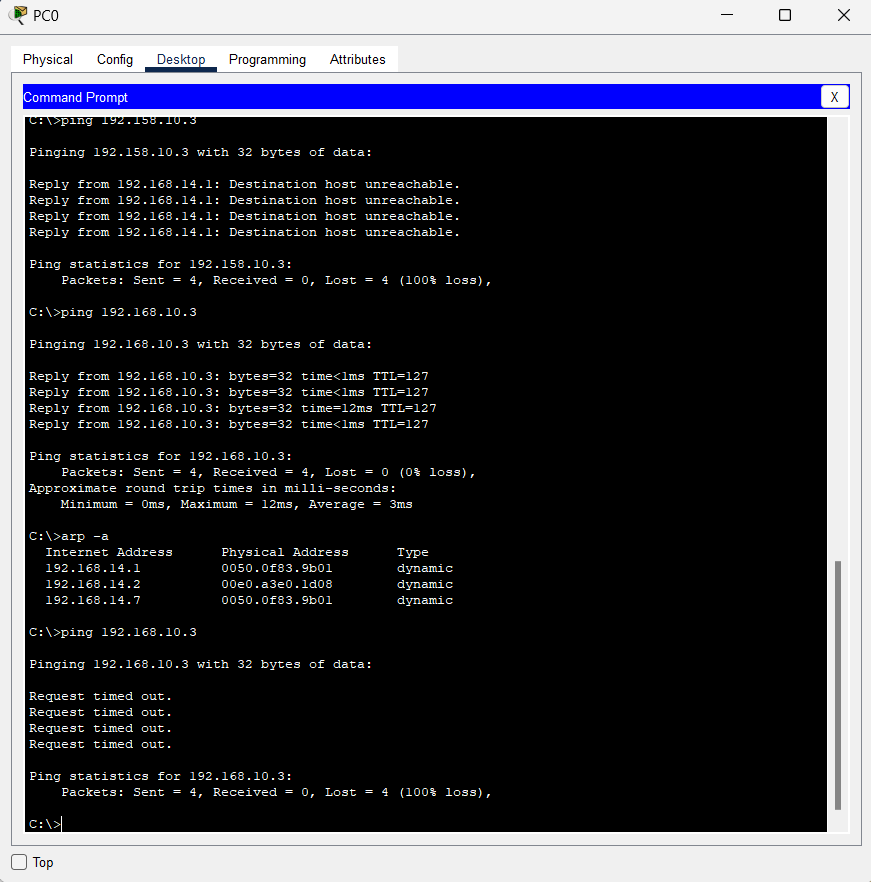 PC0
Physical Config Desktop Programming Attributes
Command Prompt X
C:\>ping 192.158.10.3
Pinging 192.158.10.3 with 32 bytes of data:
Reply from 192.168.14.1: Destination host unreachable.
Reply from 192.168.14.1: Destination host unreachable.
Reply from 192.168.14.1: Destination host unreachable.
Reply from 192.168.14.1: Destination host unreachable.
Ping statistics for 192.158.10.3:
Packets: Sent = 4, Received = 0, Lost = 4 (100% loss),
C:\>ping 192.168.10.3
Pinging 192.168.10.3 with 32 bytes of data:
Reply from 192.168.10.3: bytes=32 time<1ms TTL=127
Reply from 192.168.10.3: bytes=32 time<1ms TTL=127
Reply from 192.168.10.3: bytes=32 time=12ms TTL=127
Reply from 192.168.10.3: bytes=32 time<1ms TTL=127
Ping statistics for 192.168.10.3:
Packets: Sent = 4, Received = 4, Lost = 0 (0% loss),
Approximate round trip times in milli-seconds:
Minimum = 0ms, Maximum = 12ms, Average = 3ms
C:\>arp -a
Internet Address Physical Address Type
192.168.14.1 0050.0f83.9b01 dynamic
192.168.14.2 00e0.a3e0.1d08 dynamic
192.168.14.7 0050.0f83.9b01 dynamic
C:\>ping 192.168.10.3
Pinging 192.168.10.3 with 32 bytes of data:
Request timed out.
Request timed out.
Request timed out.
Request timed out.
Ping statistics for 192.168.10.3:
Packets: Sent = 4, Received = 0, Lost = 4 (100% loss),
C:\>
Top